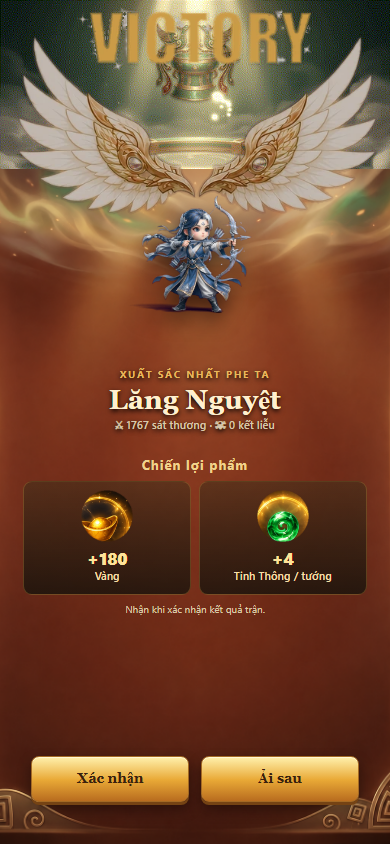 VICTORY
XUẤT SẮC NHẤT PHE TA
Lăng Nguyệt
1767 sát thương · 0 kết liễu
Chiến lợi phẩm
+180
Vàng
+4
Tinh Thông / tướng
Nhận khi xác nhận kết quả trận.
Xác nhận
Ải sau